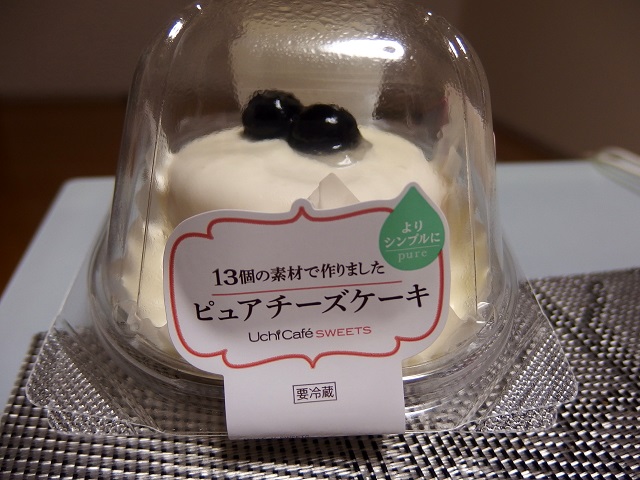 より
シンプルに
pure
13個の素材で作りました
ピュアチーズケーキ
Uchi Café SWEETS
要冷蔵